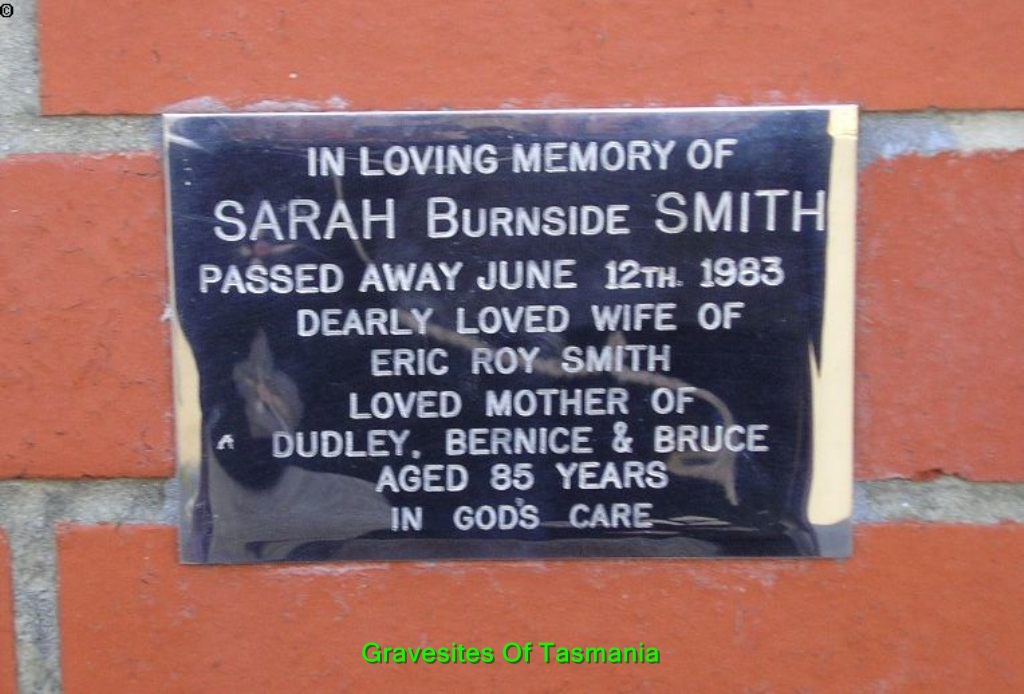 ©
IN LOVING MEMORY OF
SARAH BURNSIDE SMITH
PASSED AWAY JUNE 12TH. 1983
DEARLY LOVED WIFE OF
ERIC ROY SMITH
LOVED MOTHER OF
DUDLEY, BERNICE & BRUCE
AGED 85 YEARS
IN GOD'S CARE
Gravesites Of Tasmania